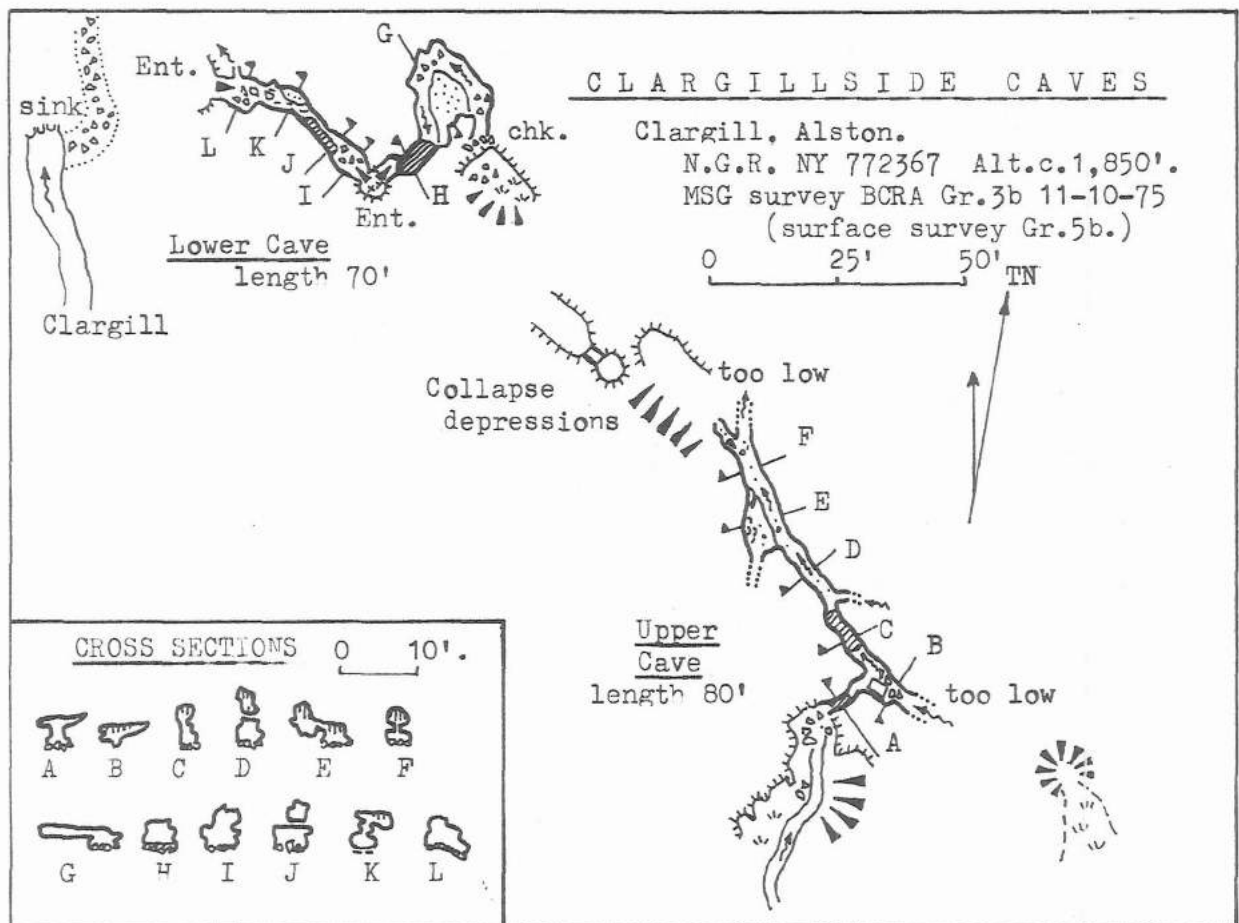 CLARGILLSIDE CAVES
Clargill, Alston.
N.G.R. NY 772367 Alt.c.1,850'.
MSG survey BCRA Gr.3b 11-10-75
(surface survey Gr.5b.)
0 25' 50'
TN
G
Ent.
sink
chk.
L
K
J
I
H
Ent.
Lower Cave
length 70'
Clargill
Collapse
depressions
too low
F
E
D
C
B
Upper
Cave
length 80'
too low
A
CROSS SECTIONS 0 10'.
A B C D E F
G H I J K L